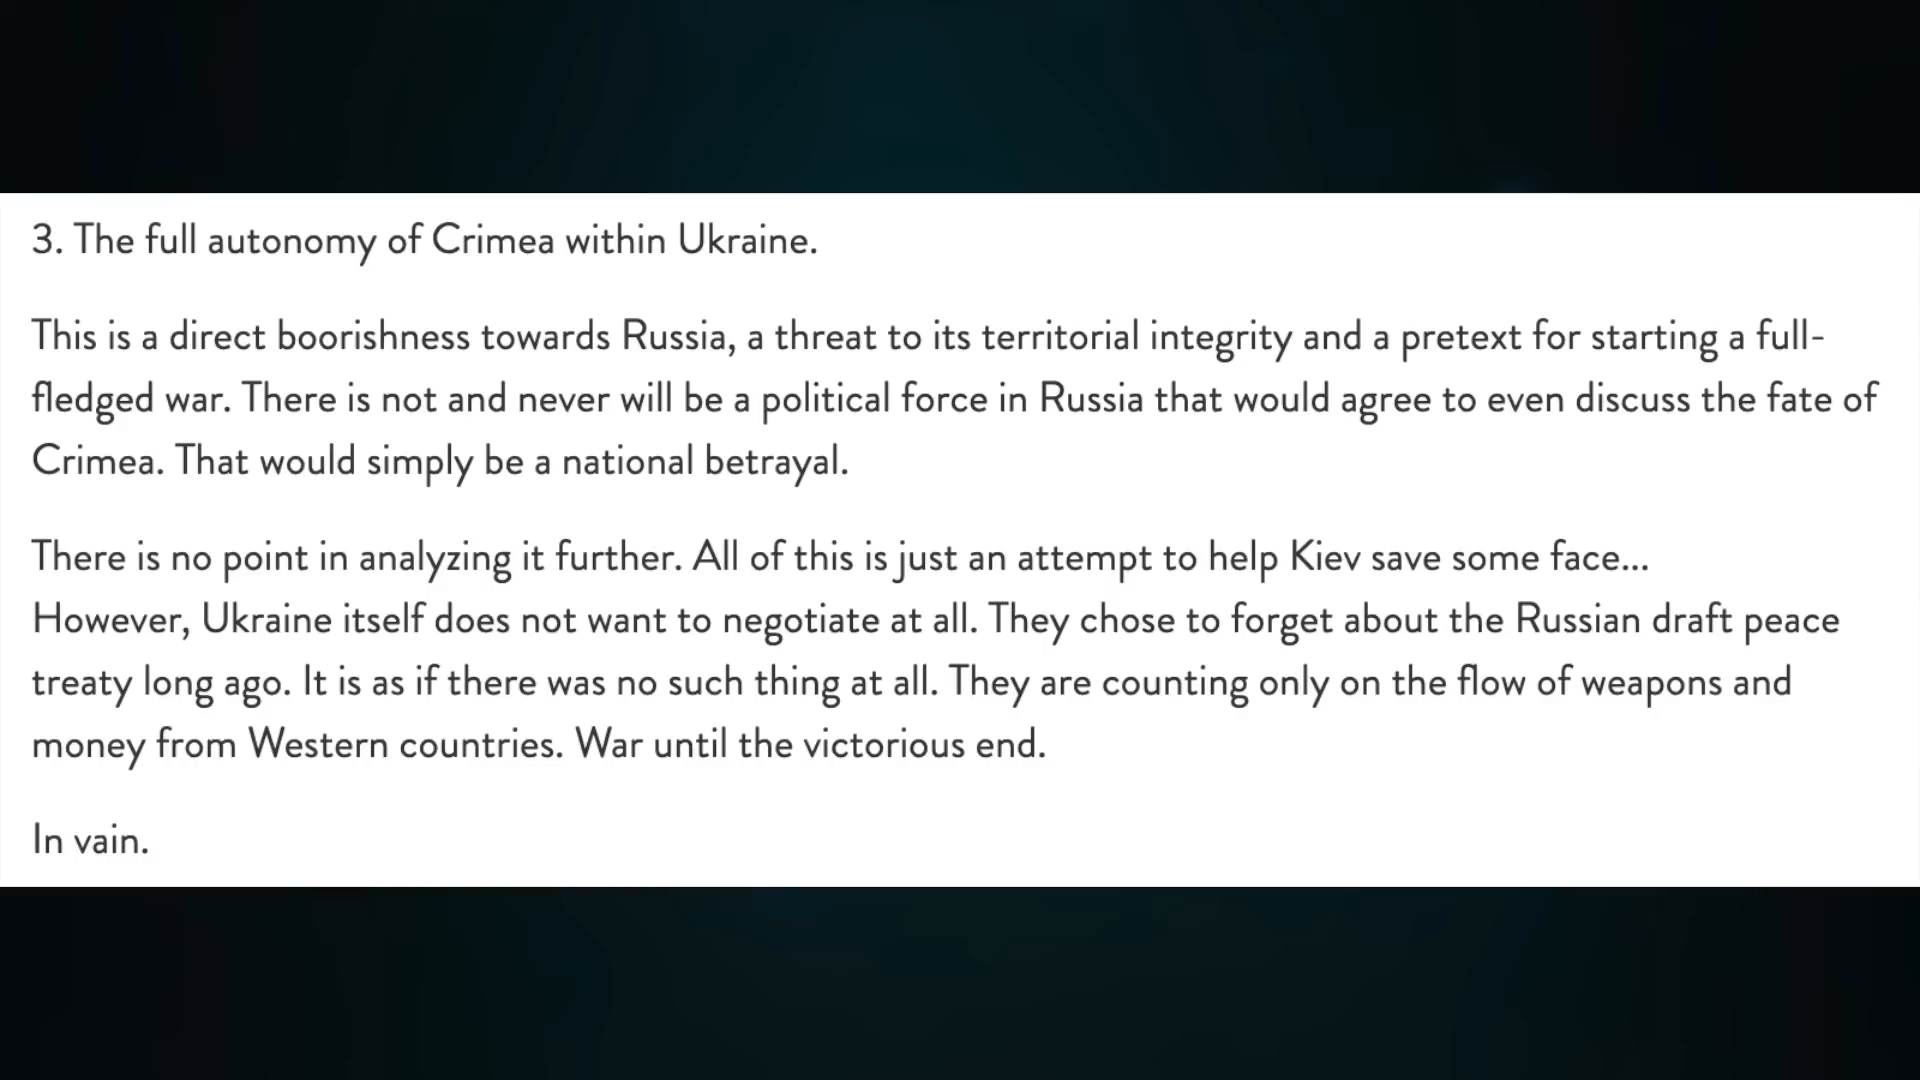 3. The full autonomy of Crimea within Ukraine.
This is a direct boorishness towards Russia, a threat to its territorial integrity and a pretext for starting a full-
fledged war. There is not and never will be a political force in Russia that would agree to even discuss the fate of
Crimea. That would simply be a national betrayal.
There is no point in analyzing it further. All of this is just an attempt to help Kiev save some face...
However, Ukraine itself does not want to negotiate at all. They chose to forget about the Russian draft peace
treaty long ago. It is as if there was no such thing at all. They are counting only on the flow of weapons and
money from Western countries. War until the victorious end.
In vain.